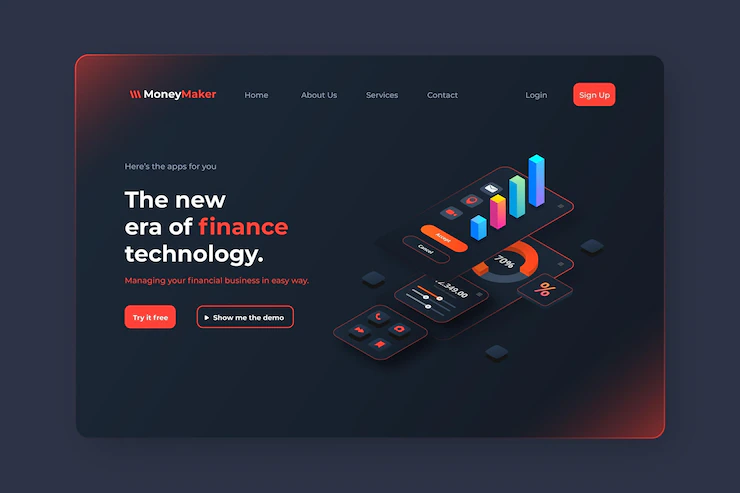 MoneyMaker
Home
About Us
Services
Contact
Login
Sign Up
Here's the apps for you
The new
era of finance
technology.
Managing your financial business in easy way.
Try it free
Show me the demo
Accept
Cancel
70%
.349.00
%